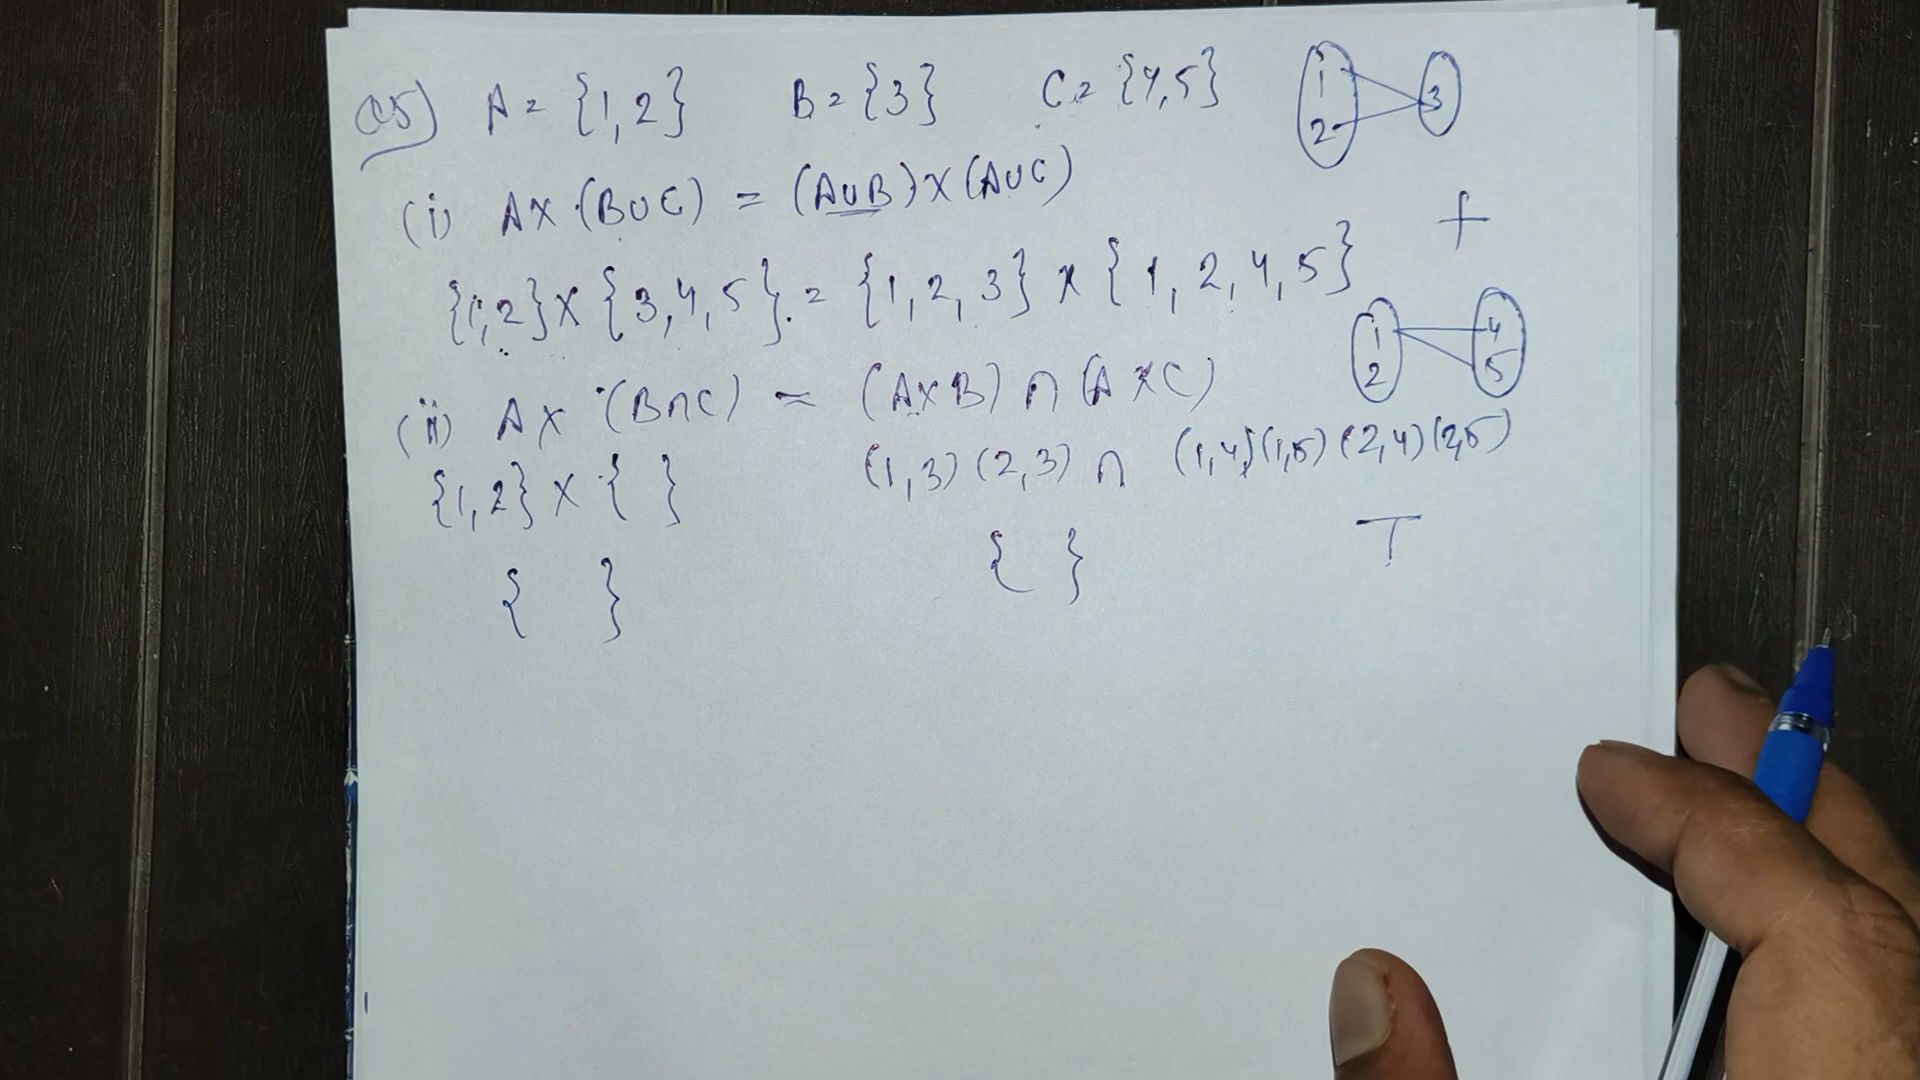 Q5) A = {1,2} B = {3} C = {4,5}
1 2 3
(i) A × (B∪C) = (A∪B) × (A∪C)
F
{1,2} × {3,4,5} = {1,2,3} × {1,2,4,5}
1 2 4 5
(ii) A × (B∩C) = (A×B) ∩ (A×C)
{1,2} × { } (1,3) (2,3) ∩ (1,4) (1,5) (2,4) (2,5)
{ } { } T